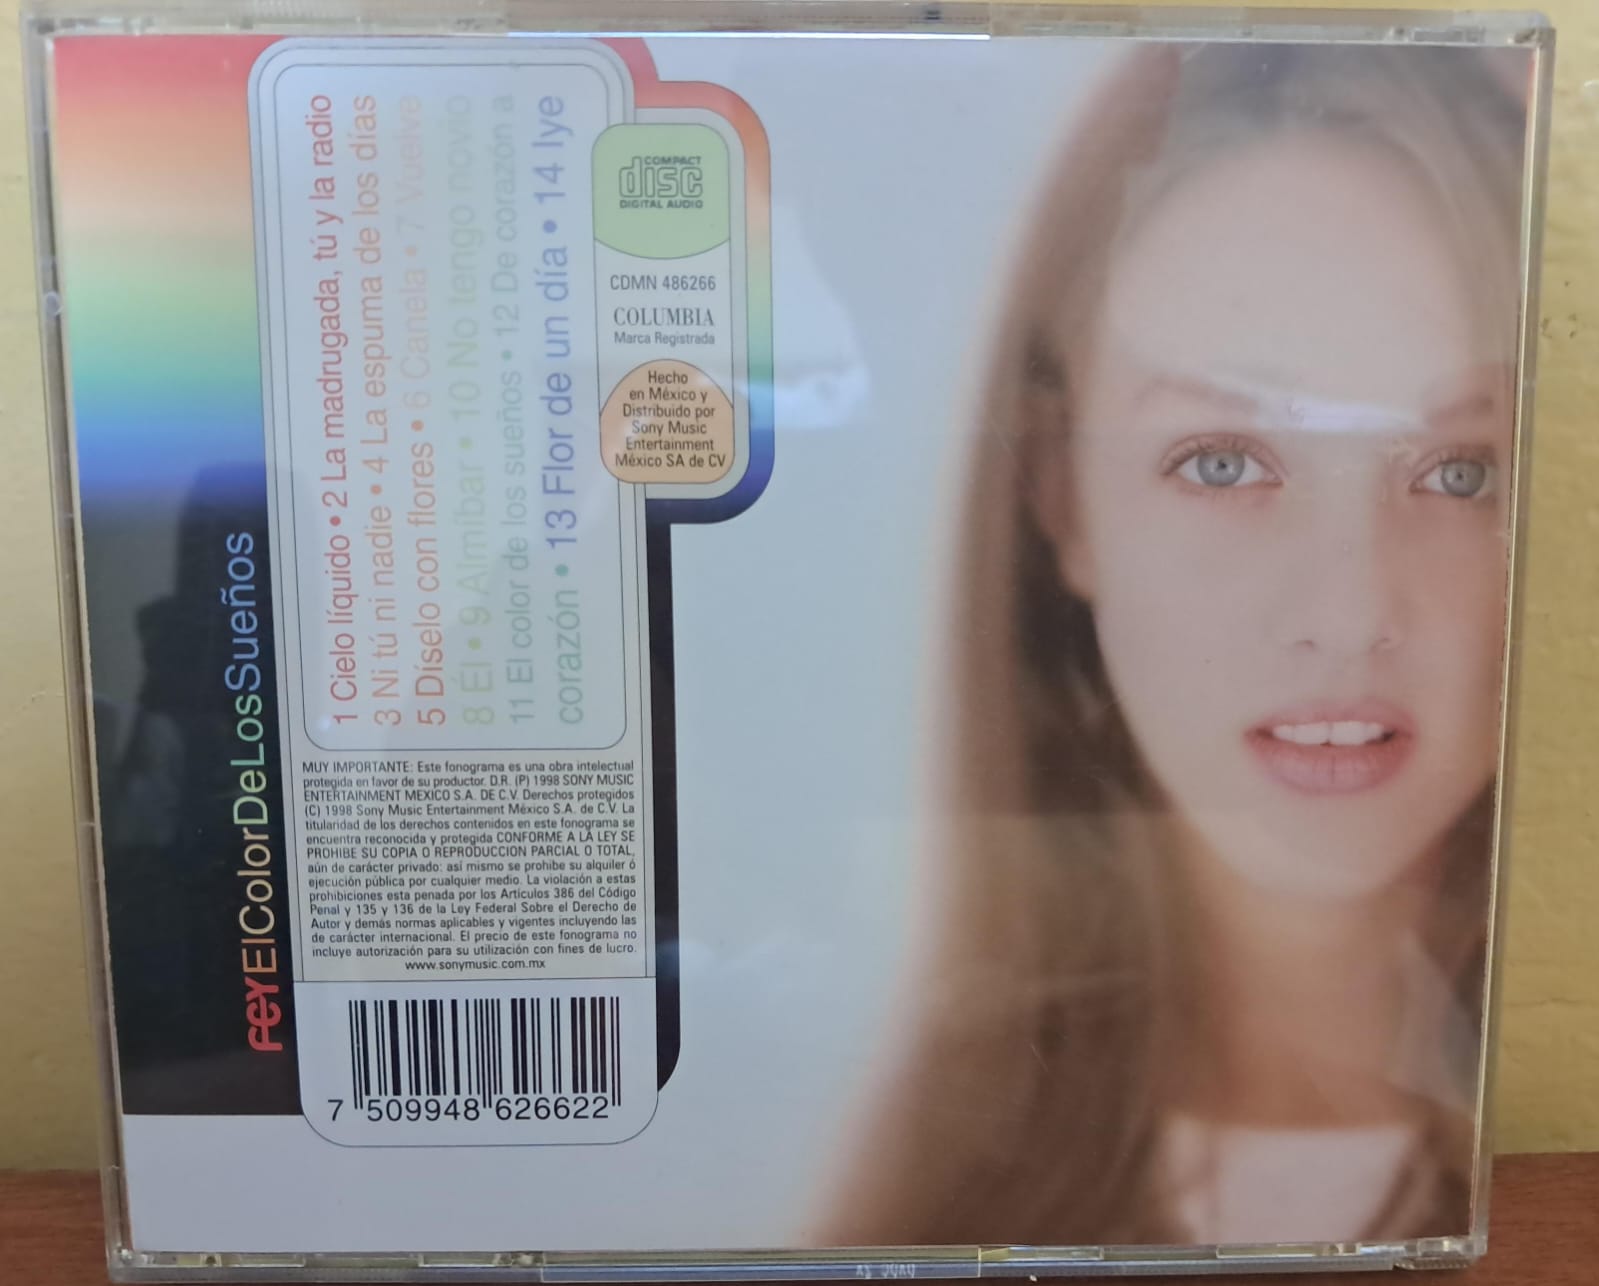 FEYElColorDeLosSueños
1 Cielo líquido • 2 La madrugada, tú y la radio
3 Ni tú ni nadie • 4 La espuma de los días
5 Díselo con flores • 6 Canela • 7 Vuelve
8 Él • 9 Almíbar • 10 No tengo novio
11 El color de los sueños • 12 De corazón a
corazón • 13 Flor de un día • 14 Iye
COMPACT
disc
DIGITAL AUDIO
CDMN 486266
COLUMBIA
Marca Registrada
Hecho
en México y
Distribuido por
Sony Music
Entertainment
México SA de CV
MUY IMPORTANTE: Este fonograma es una obra intelectual
protegida en favor de su productor. D.R. (P) 1998 SONY MUSIC
ENTERTAINMENT MEXICO S.A. DE C.V. Derechos protegidos
(C) 1998 Sony Music Entertainment México S.A. de C.V. La
titularidad de los derechos contenidos en este fonograma se
encuentra reconocida y protegida CONFORME A LA LEY SE
PROHIBE SU COPIA O REPRODUCCION PARCIAL O TOTAL,
aún de carácter privado: así mismo se prohibe su alquiler ó
ejecución pública por cualquier medio. La violación a estas
prohibiciones esta penada por los Artículos 386 del Código
Penal y 135 y 136 de la Ley Federal Sobre el Derecho de
Autor y demás normas aplicables y vigentes incluyendo las
de carácter internacional. El precio de este fonograma no
incluye autorización para su utilización con fines de lucro.
www.sonymusic.com.mx
7 509948 626622